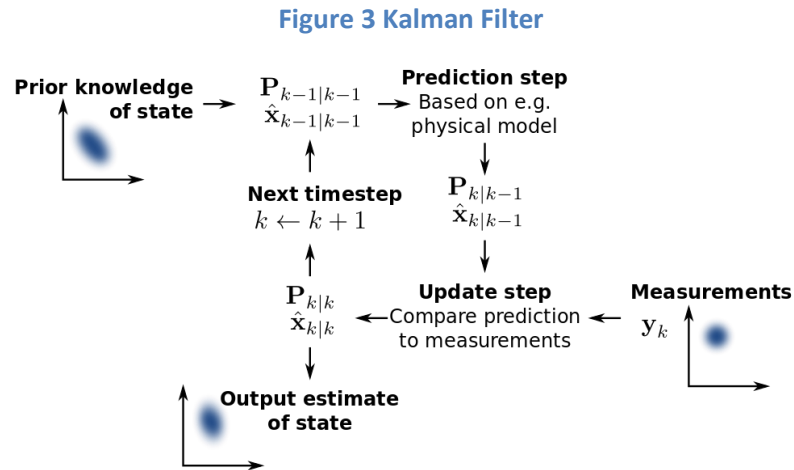 Figure 3 Kalman Filter
Prior knowledge
of state
P_{k-1|k-1}
x̂_{k-1|k-1}
Prediction step
Based on e.g.
physical model
P_{k|k-1}
x̂_{k|k-1}
Next timestep
k ← k + 1
P_{k|k}
x̂_{k|k}
Update step
Compare prediction
to measurements
Measurements
y_k
Output estimate
of state